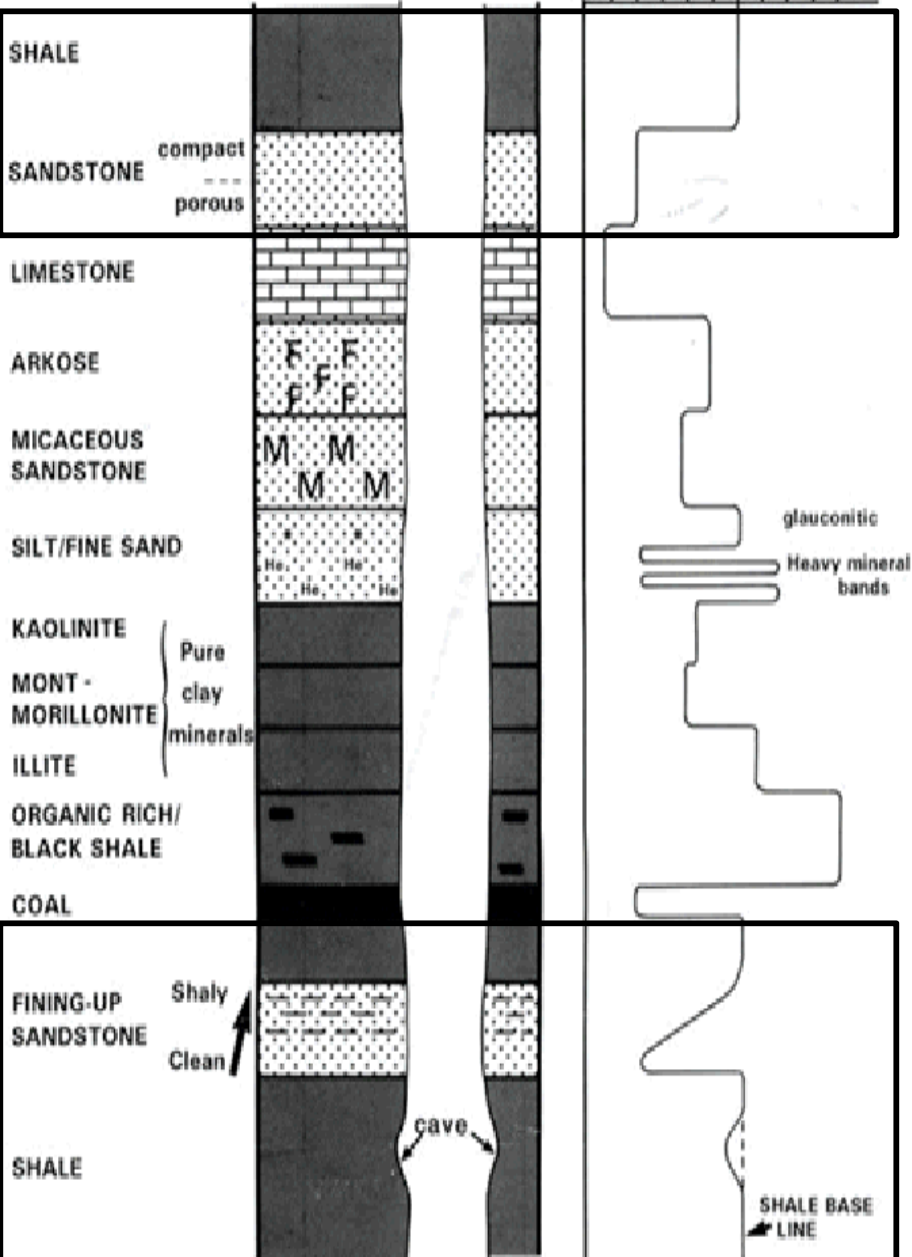 SHALE
SANDSTONE
compact
porous
LIMESTONE
ARKOSE
F F
F
F F
MICACEOUS
SANDSTONE
M M
M M
glauconitic
SILT/FINE SAND
He. He
He He
Heavy mineral
bands
KAOLINITE
MONT-
MORILLONITE
ILLITE
Pure
clay
minerals
ORGANIC RICH/
BLACK SHALE
COAL
FINING-UP
SANDSTONE
Shaly
Clean
cave
SHALE
SHALE BASE
LINE